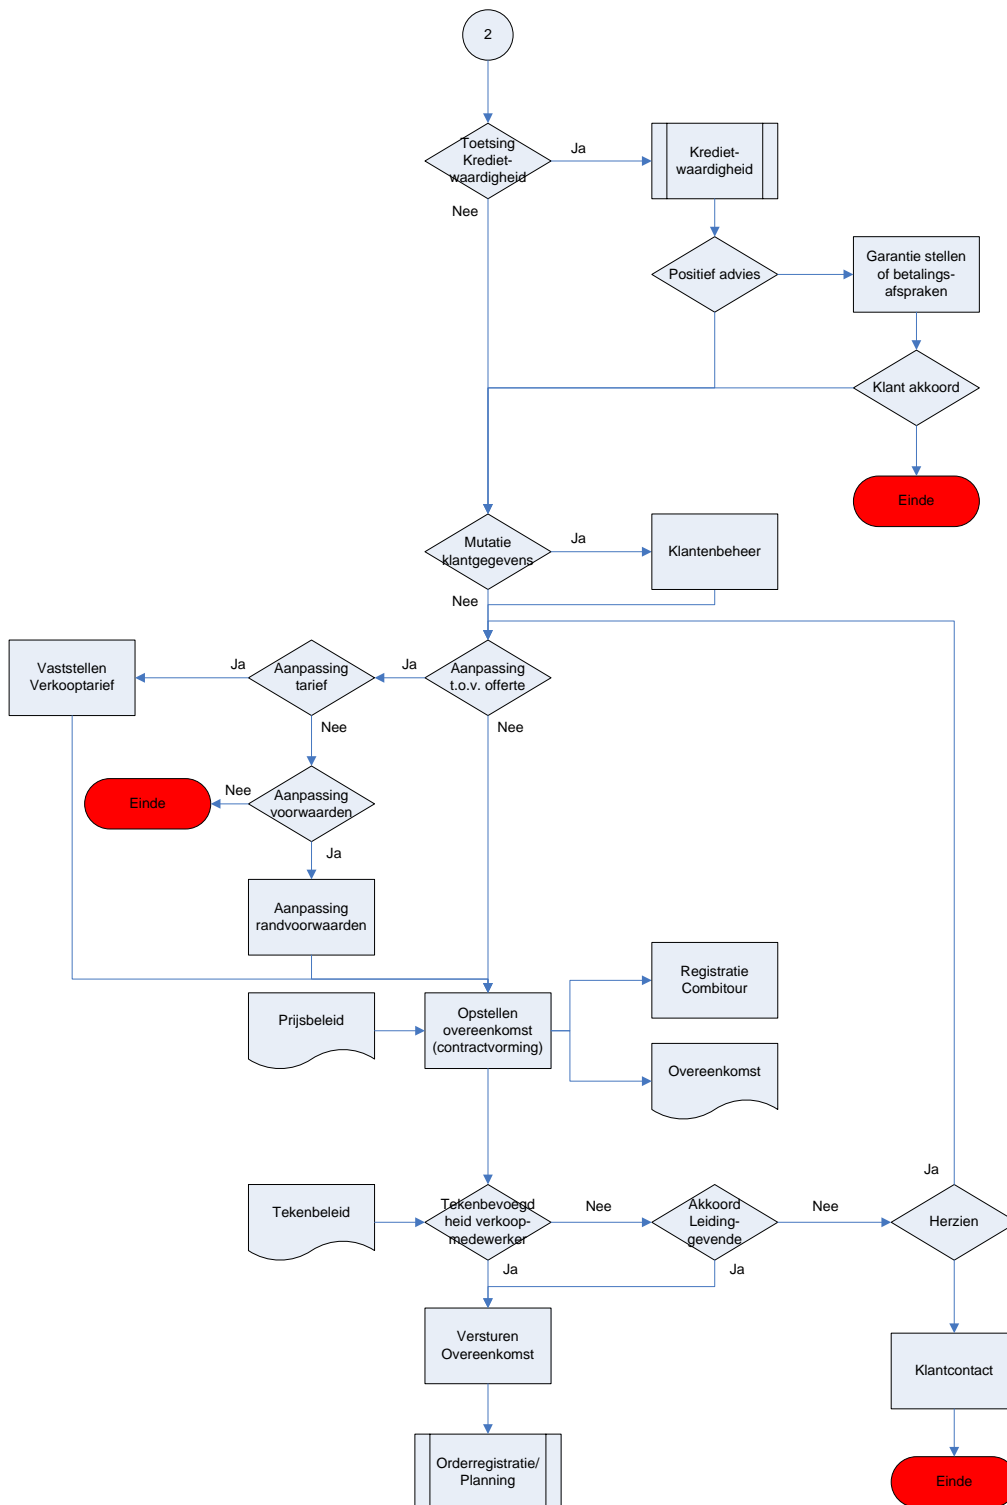 2
Toetsing
Krediet-
waardigheid
Ja
Krediet-
waardigheid
Nee
Positief advies
Garantie stellen
of betalings-
afspraken
Klant akkoord
Einde
Mutatie
klantgegevens
Ja
Klantenbeheer
Nee
Vaststellen
Verkooptarief
Ja
Aanpassing
tarief
Ja
Aanpassing
t.o.v. offerte
Nee
Nee
Einde
Nee
Aanpassing
voorwaarden
Ja
Aanpassing
randvoorwaarden
Registratie
Combitour
Prijsbeleid
Opstellen
overeenkomst
(contractvorming)
Overeenkomst
Ja
Tekenbeleid
Tekenbevoegd
heid verkoop-
medewerker
Nee
Akkoord
Leiding-
gevende
Nee
Herzien
Ja
Ja
Versturen
Overeenkomst
Klantcontact
Orderregistratie/
Planning
Einde